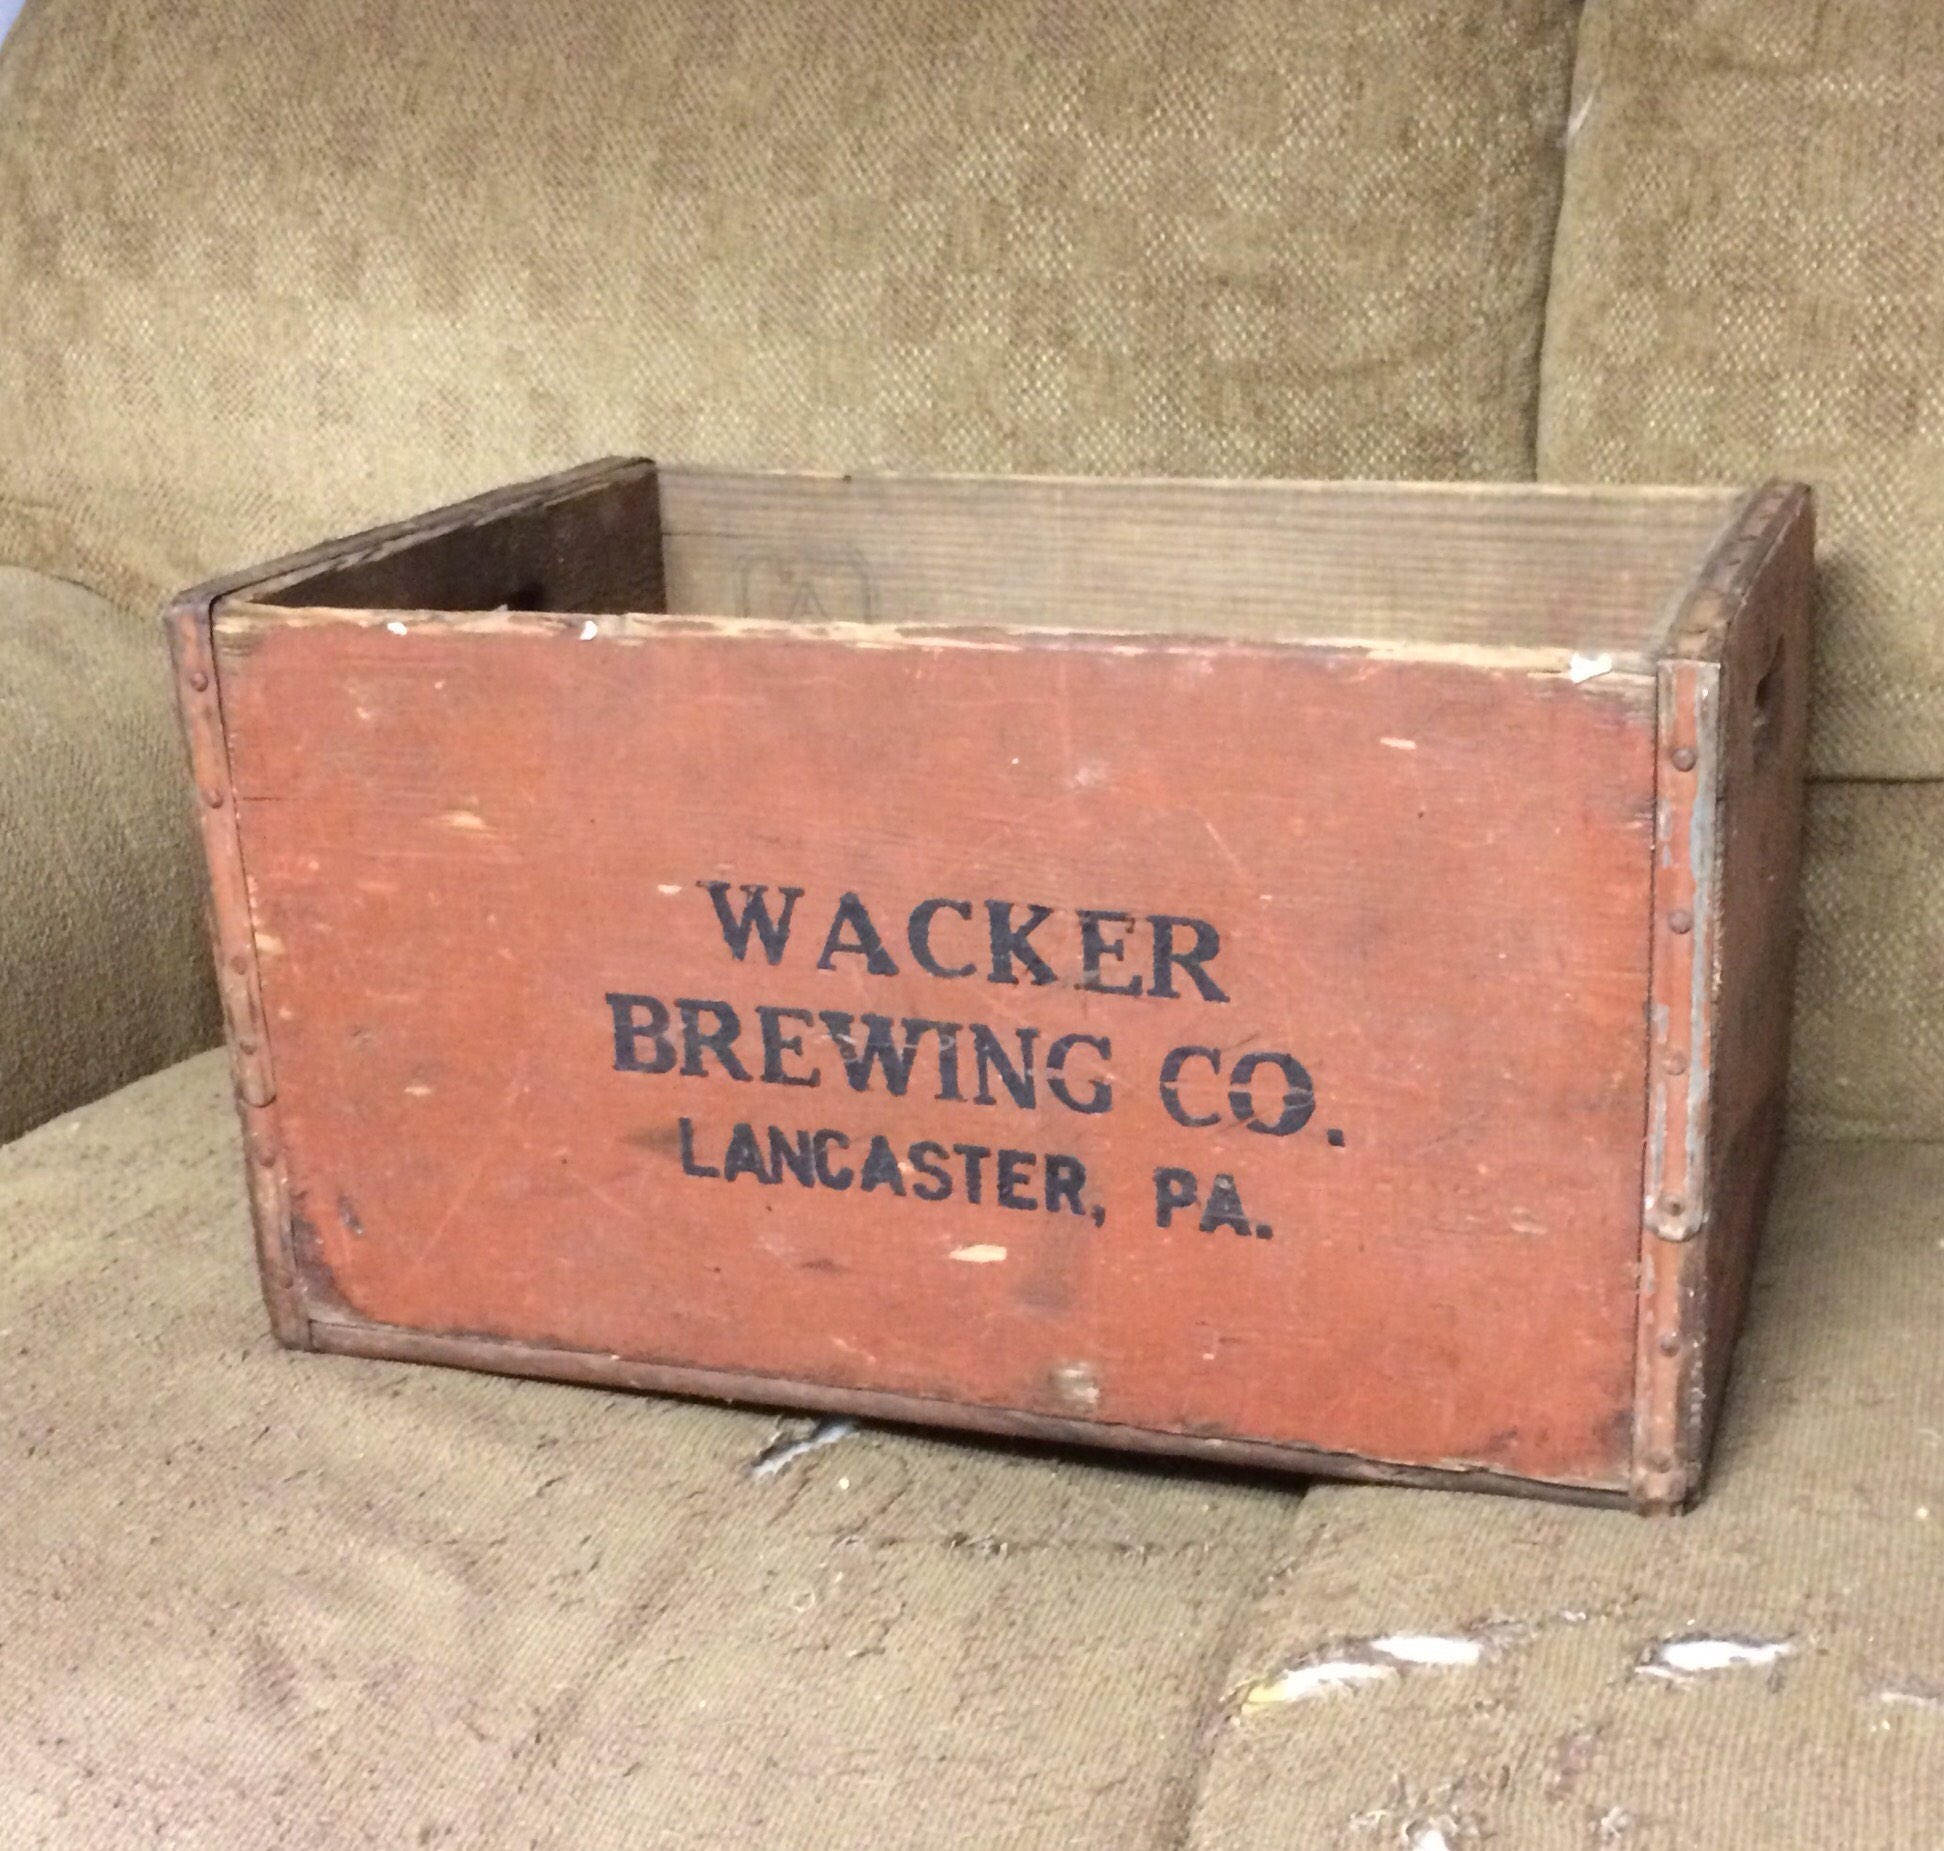 WACKER
BREWING CO.
LANCASTER, PA.